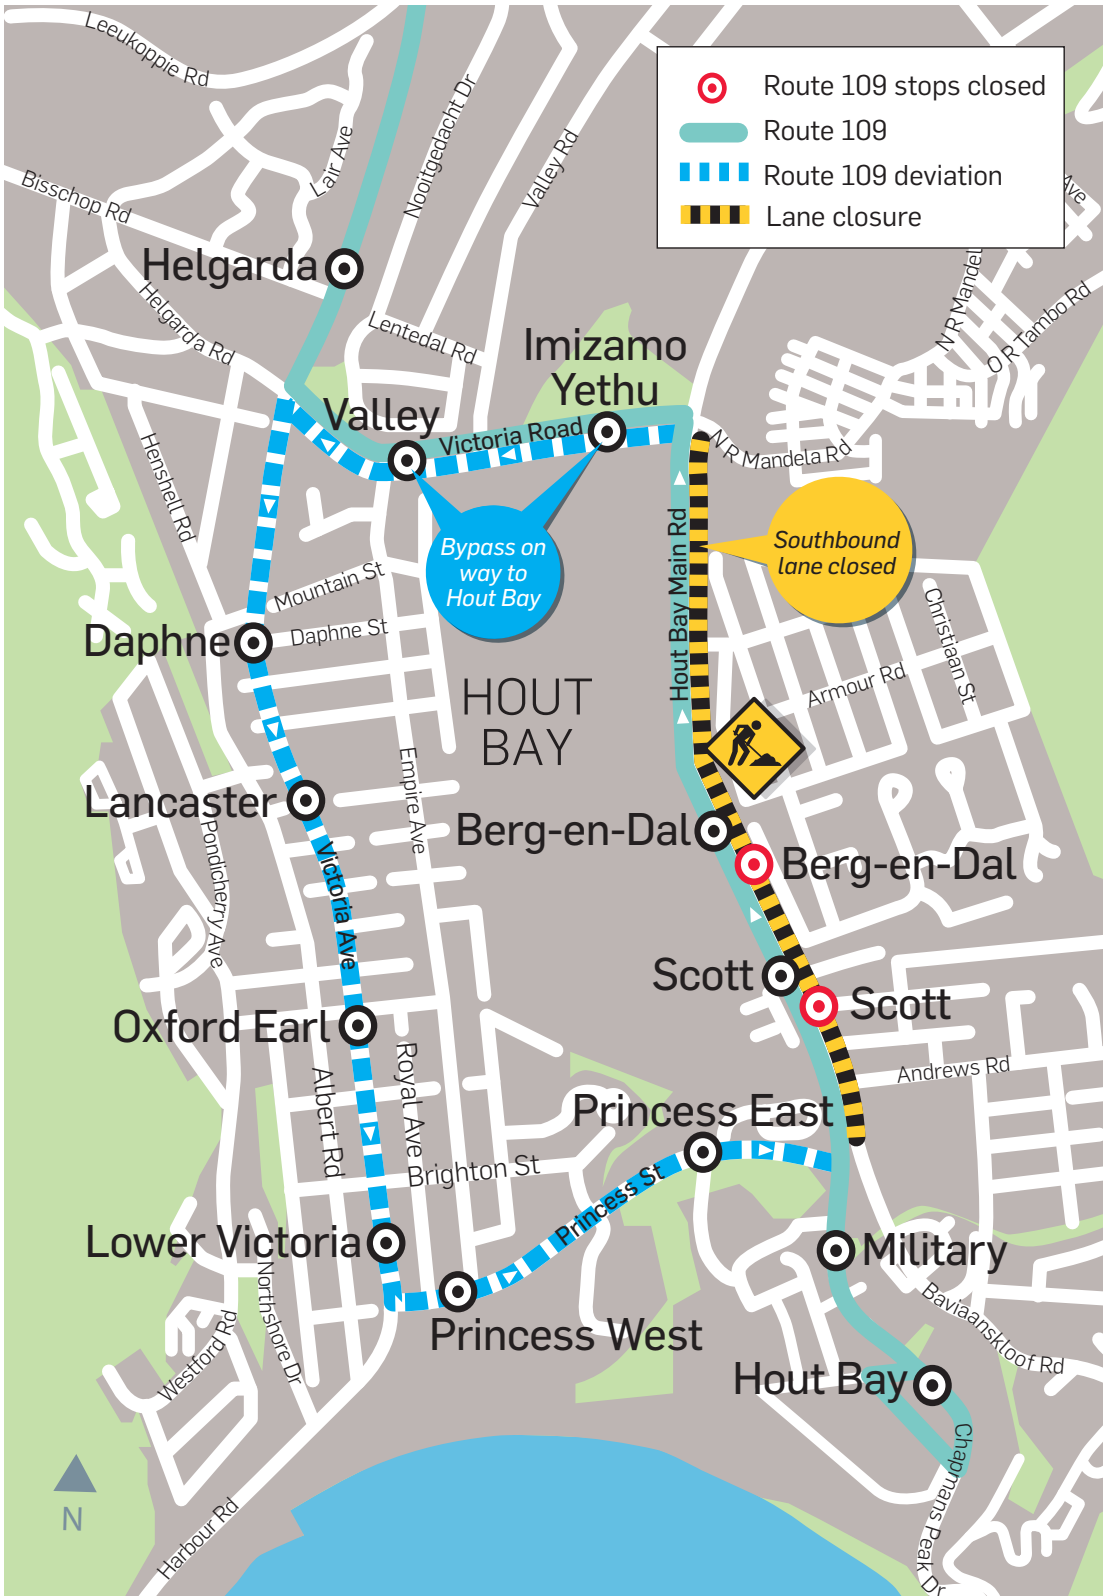 Leeukoppie Rd
Route 109 stops closed
Route 109
Route 109 deviation
Lane closure
Nooitgedacht Dr
Valley Rd
Lair Ave
Bisschop Rd
Ave
Helgarda
Helgarda Rd
Lentedal Rd
N R Mandel
O R Tambo Rd
Imizamo
Yethu
Valley
Victoria Road
N R Mandela Rd
Henshell Rd
Bypass on
way to
Hout Bay
Southbound
lane closed
Hout Bay Main Rd
Mountain St
Daphne St
Daphne
Christiaan St
Armour Rd
HOUT
BAY
Empire Ave
Lancaster
Pondicherry Ave
Victoria Ave
Berg-en-Dal
Berg-en-Dal
Scott
Scott
Oxford Earl
Royal Ave
Albert Rd
Andrews Rd
Princess East
Brighton St
Princess St
Lower Victoria
Military
Northshore Dr
Westford Rd
Princess West
Baviaanskloof Rd
Hout Bay
Chapmans Peak Dr
Harbour Rd
N